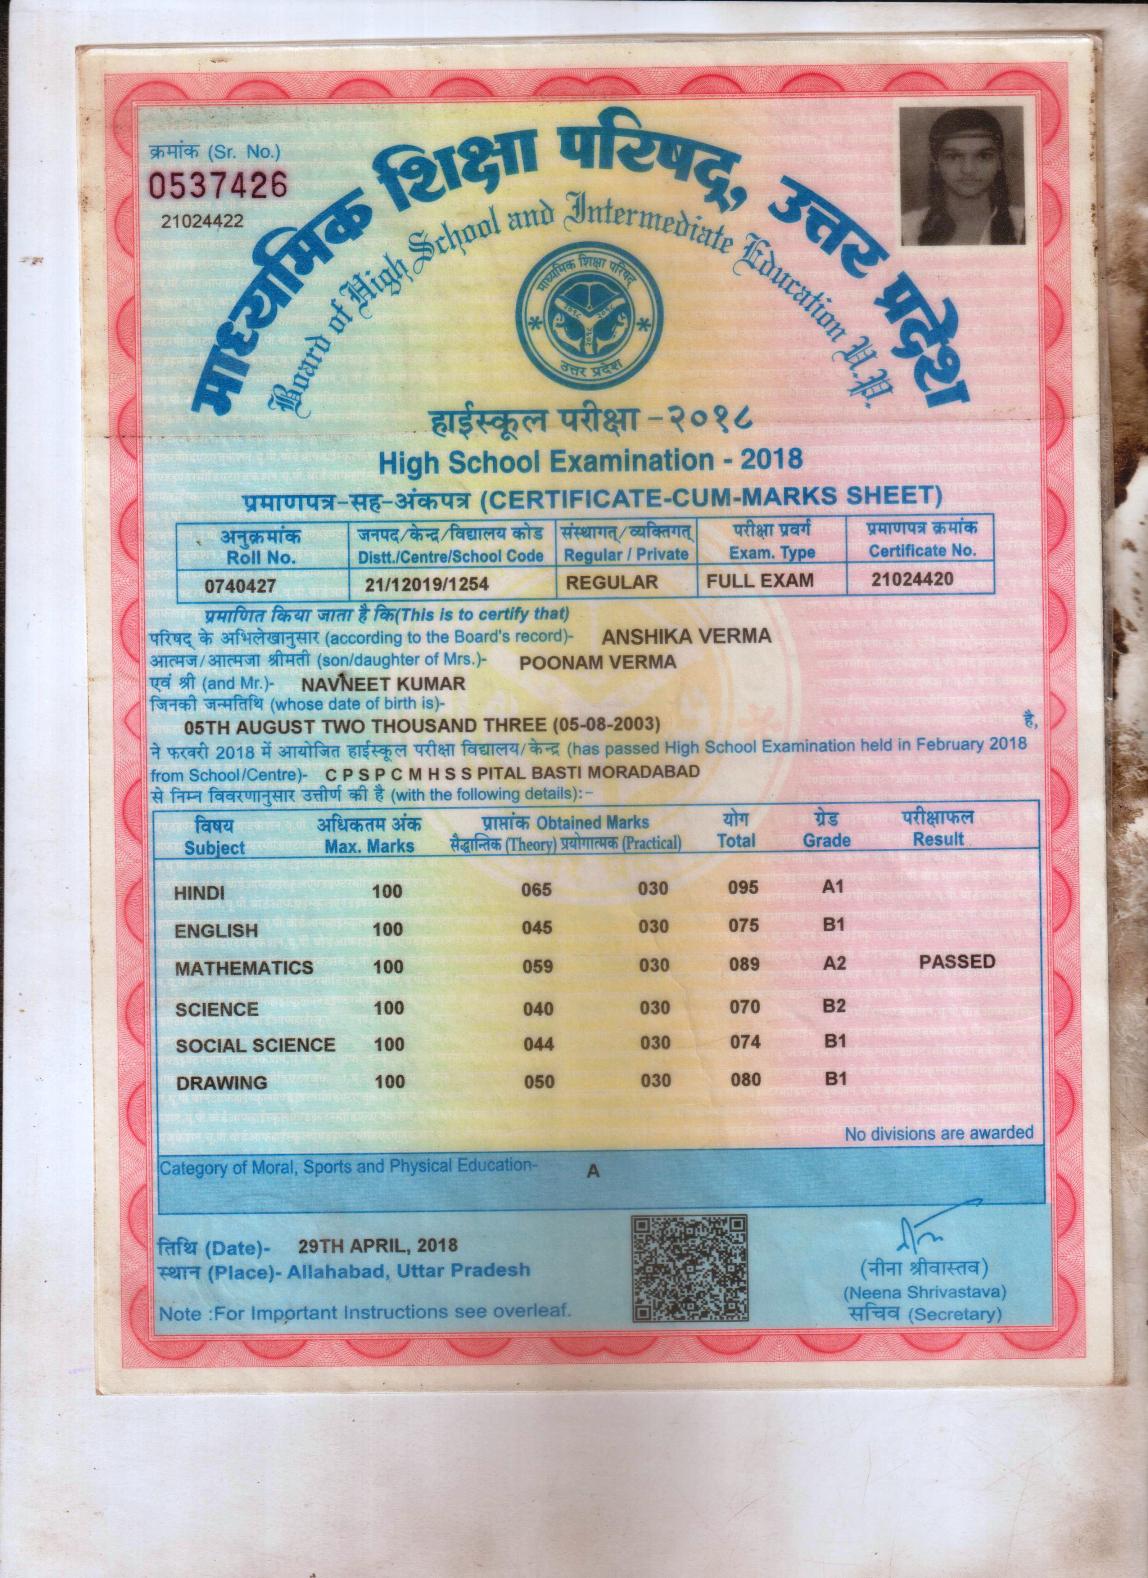 क्रमांक (Sr. No.)
0537426
21024422
माध्यमिक शिक्षा परिषद्, उत्तर प्रदेश
Board of High School and Intermediate Education U.P.
माध्यमिक शिक्षा परिषद्
उत्तर प्रदेश
हाईस्कूल परीक्षा -२०१८
High School Examination - 2018
प्रमाणपत्र-सह-अंकपत्र (CERTIFICATE-CUM-MARKS SHEET)
अनुक्रमांक जनपद/केन्द्र/विद्यालय कोड संस्थागत्/व्यक्तिगत् परीक्षा प्रवर्ग प्रमाणपत्र क्रमांक
Roll No. Distt./Centre/School Code Regular / Private Exam. Type Certificate No.
0740427 21/12019/1254 REGULAR FULL EXAM 21024420
प्रमाणित किया जाता है कि(This is to certify that)
परिषद् के अभिलेखानुसार (according to the Board's record)- ANSHIKA VERMA
आत्मज/आत्मजा श्रीमती (son/daughter of Mrs.)- POONAM VERMA
एवं श्री (and Mr.)- NAVNEET KUMAR
जिनकी जन्मतिथि (whose date of birth is)-
05TH AUGUST TWO THOUSAND THREE (05-08-2003) है,
ने फरवरी 2018 में आयोजित हाईस्कूल परीक्षा विद्यालय/केन्द्र (has passed High School Examination held in February 2018
from School/Centre)- C P S P C M H S S PITAL BASTI MORADABAD
से निम्न विवरणानुसार उत्तीर्ण की है (with the following details):-
विषय अधिकतम अंक प्राप्तांक Obtained Marks योग ग्रेड परीक्षाफल
Subject Max. Marks सैद्धान्तिक (Theory) प्रयोगात्मक (Practical) Total Grade Result
HINDI 100 065 030 095 A1
ENGLISH 100 045 030 075 B1
MATHEMATICS 100 059 030 089 A2 PASSED
SCIENCE 100 040 030 070 B2
SOCIAL SCIENCE 100 044 030 074 B1
DRAWING 100 050 030 080 B1
No divisions are awarded
Category of Moral, Sports and Physical Education- A
तिथि (Date)- 29TH APRIL, 2018
स्थान (Place)- Allahabad, Uttar Pradesh
Note :For Important Instructions see overleaf.
(नीना श्रीवास्तव)
(Neena Shrivastava)
सचिव (Secretary)